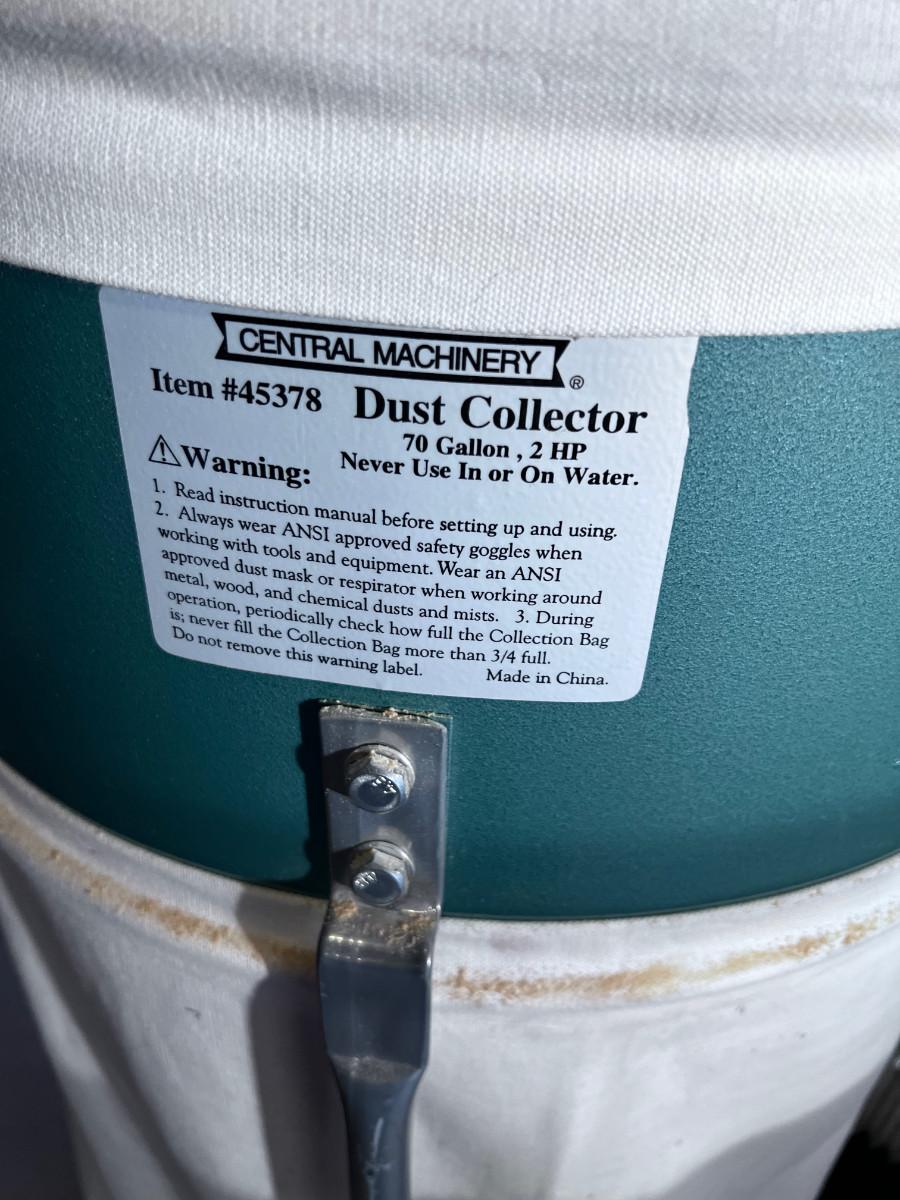 CENTRAL MACHINERY ®
Item #45378 Dust Collector
70 Gallon , 2 HP
⚠Warning: Never Use In or On Water.
1. Read instruction manual before setting up and using.
2. Always wear ANSI approved safety goggles when
working with tools and equipment. Wear an ANSI
approved dust mask or respirator when working around
metal, wood, and chemical dusts and mists. 3. During
operation, periodically check how full the Collection Bag
is; never fill the Collection Bag more than 3/4 full.
Do not remove this warning label. Made in China.